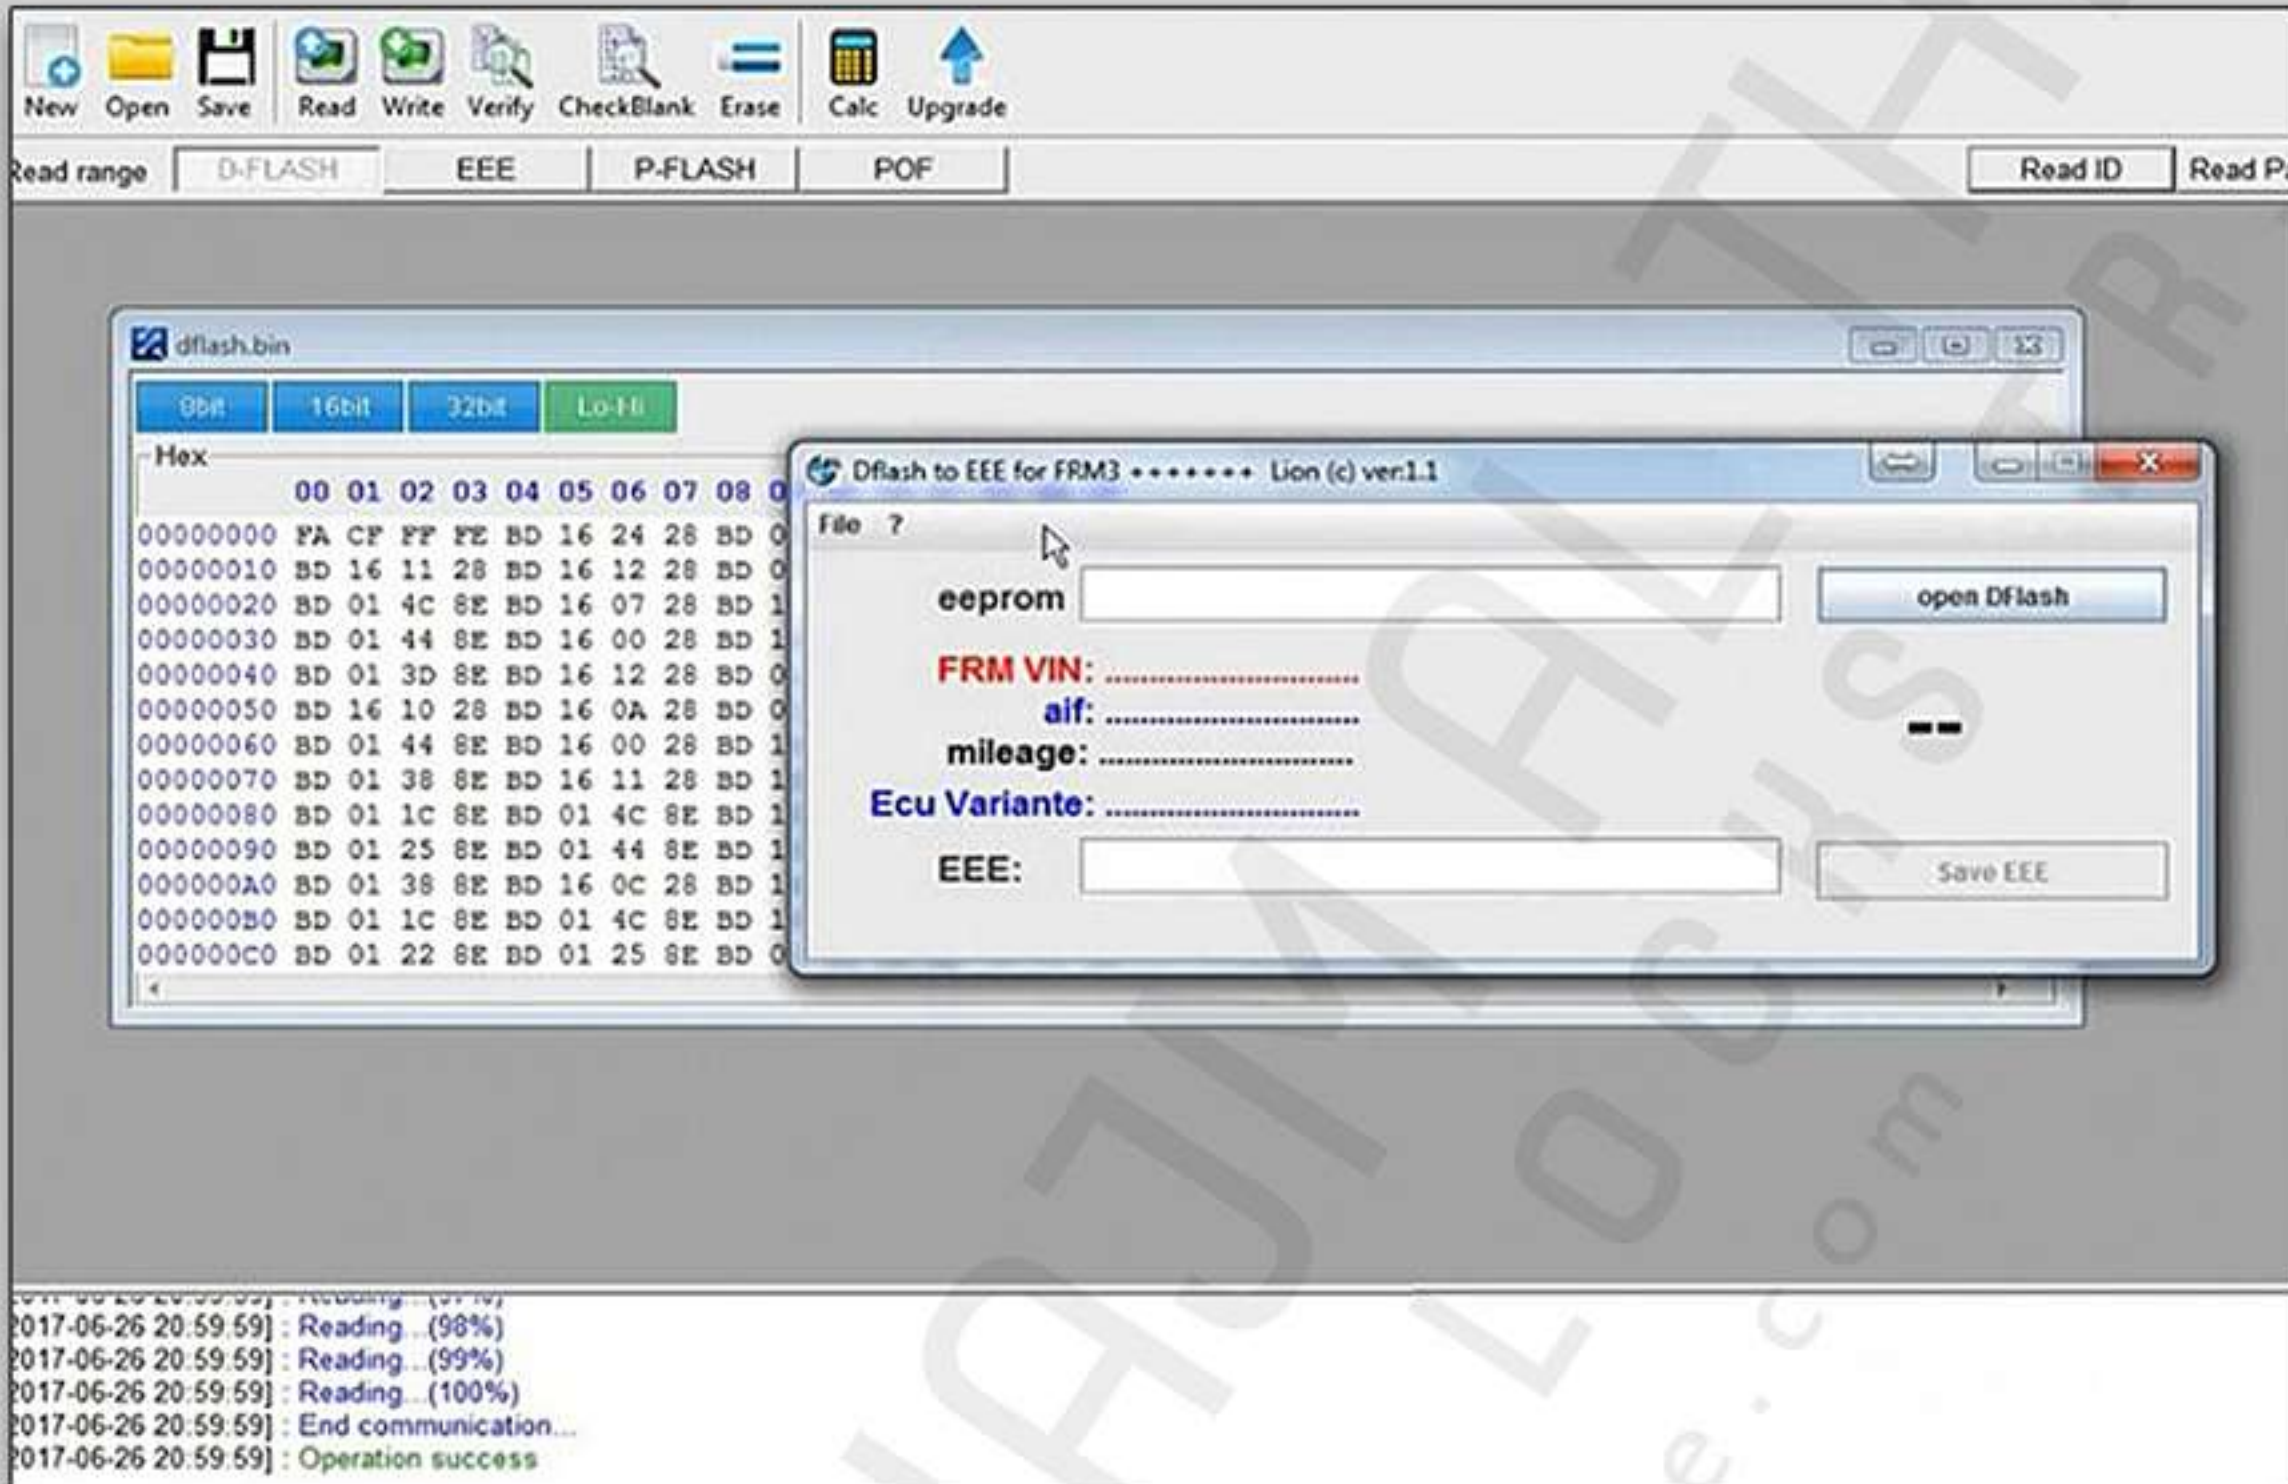 New Open Save Read Write Verify CheckBlank Erase Calc Upgrade
Read range D-FLASH EEE P-FLASH POF Read ID Read
dflash.bin
8bit 16bit 32bit Lo-Hi
Hex
00 01 02 03 04 05 06 07 08
00000000 FA CF FF FE BD 16 24 28 BD
00000010 BD 16 11 28 BD 16 12 28 BD
00000020 BD 01 4C 8E BD 16 07 28 BD
00000030 BD 01 44 8E BD 16 00 28 BD
00000040 BD 01 3D 8E BD 16 12 28 BD
00000050 BD 16 10 28 BD 16 0A 28 BD
00000060 BD 01 44 8E BD 16 00 28 BD
00000070 BD 01 38 8E BD 16 11 28 BD
00000080 BD 01 1C 8E BD 01 4C 8E BD
00000090 BD 01 25 8E BD 01 44 8E BD
000000A0 BD 01 38 8E BD 16 0C 28 BD
000000B0 BD 01 1C 8E BD 01 4C 8E BD
000000C0 BD 01 22 8E BD 01 25 8E BD
Dflash to EEE for FRM3 ******* Lion (c) ver:1.1
File ?
eeprom open DFlash
FRM VIN: .............................
aif: .............................
mileage: .............................
--
Ecu Variante: .............................
EEE: Save EEE
2017-06-26 20:59:59] : Reading...(98%)
2017-06-26 20:59:59] : Reading...(99%)
2017-06-26 20:59:59] : Reading...(100%)
2017-06-26 20:59:59] : End communication...
2017-06-26 20:59:59] : Operation success